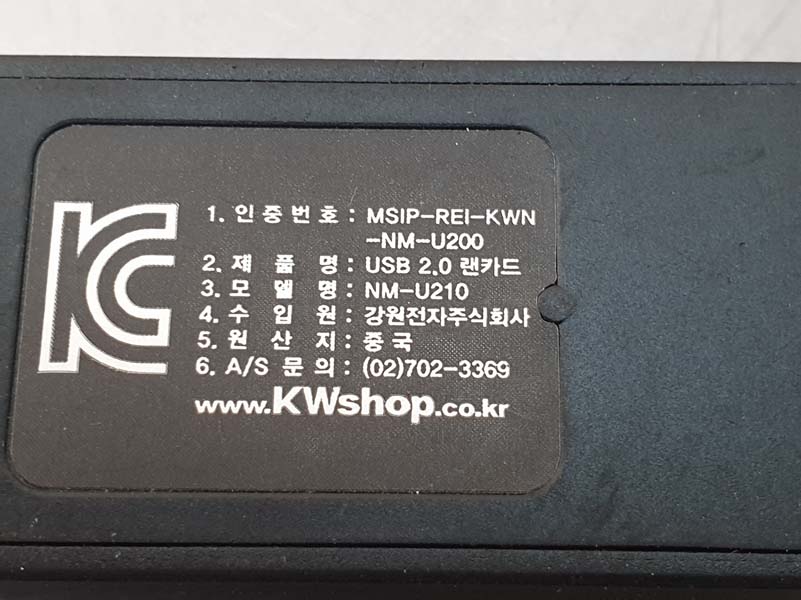 KC
1. 인증번호 : MSIP-REI-KWN
-NM-U200
2. 제 품 명 : USB 2.0 랜카드
3. 모 델 명 : NM-U210
4. 수 입 원 : 강원전자주식회사
5. 원 산 지 : 중국
6. A/S 문 의 : (02)702-3369
www.KWshop.co.kr